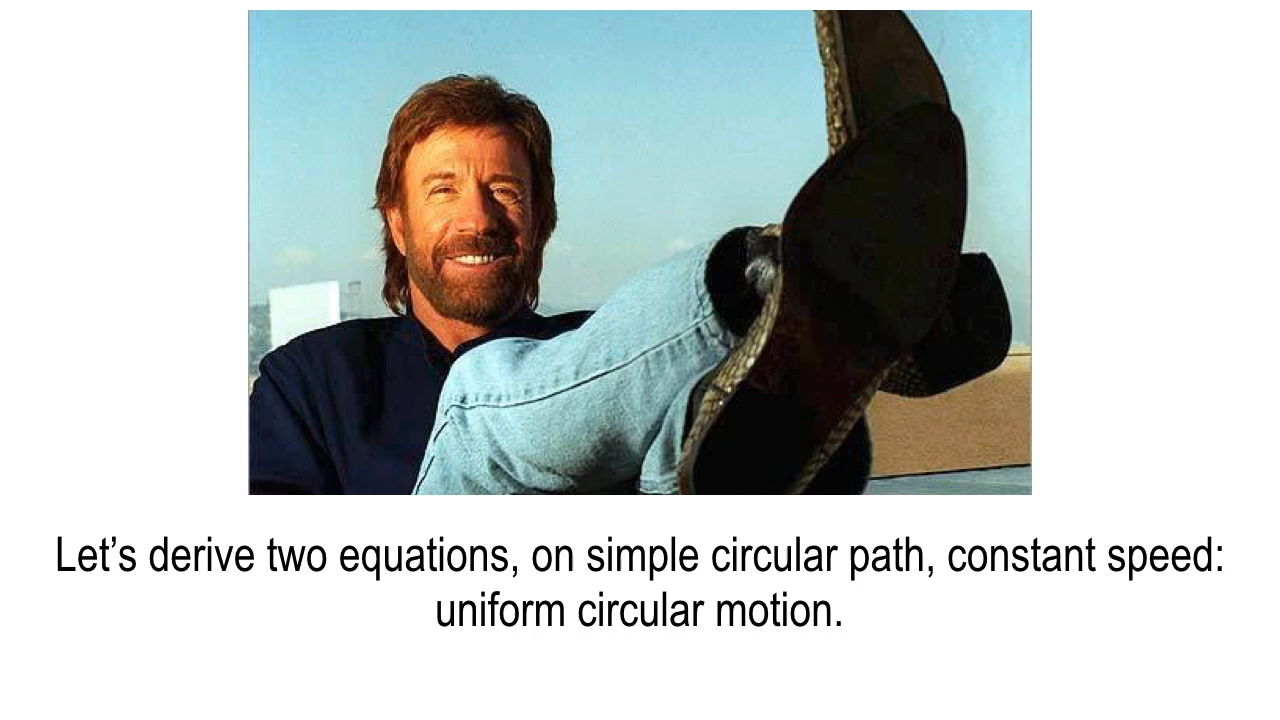 Let’s derive two equations, on simple circular path, constant speed:
uniform circular motion.